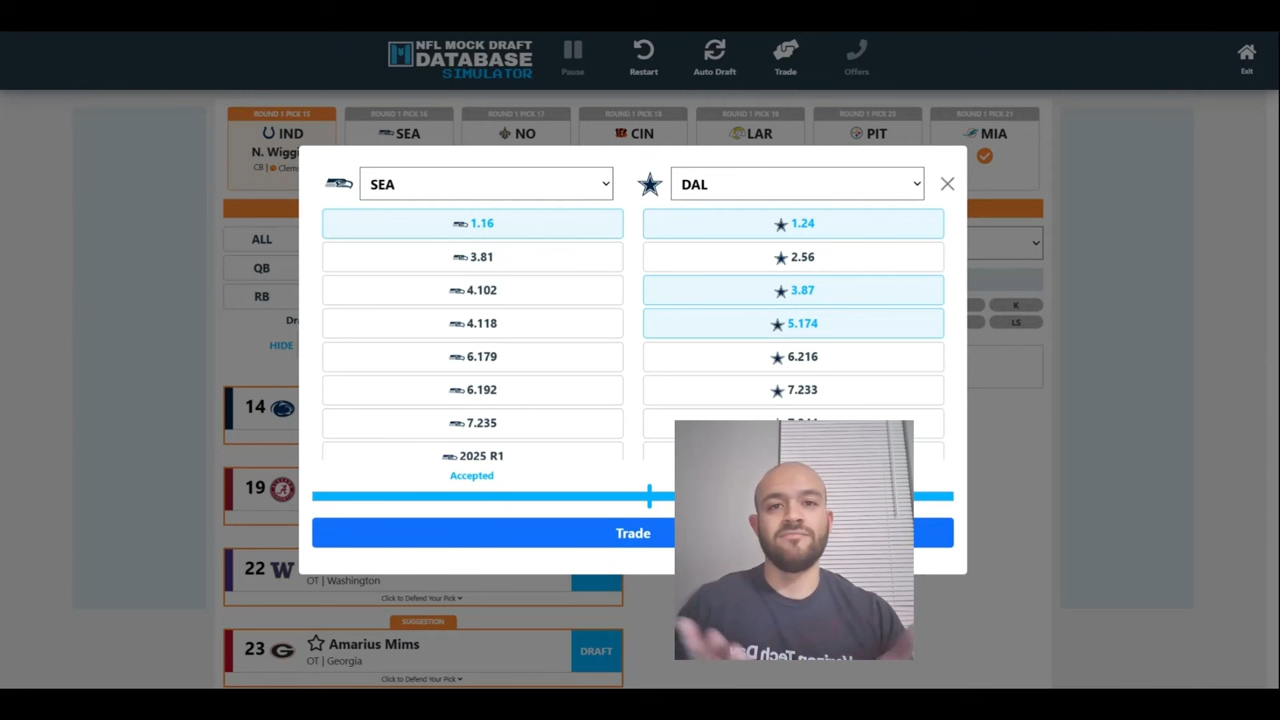 NFL MOCK DRAFT
DATABASE
SIMULATOR
Pause
Restart
Auto Draft
Trade
Offers
Exit
ROUND 1 PICK 15
ROUND 1 PICK 16
ROUND 1 PICK 17
ROUND 1 PICK 18
ROUND 1 PICK 19
ROUND 1 PICK 20
ROUND 1 PICK 21
IND
SEA
NO
CIN
LAR
PIT
MIA
N. Wiggi
CB | Clems
SEA
DAL
1.16
1.24
3.81
2.56
4.102
3.87
4.118
5.174
6.179
6.216
6.192
7.233
7.235
2025 R1
Accepted
Trade
ALL
QB
RB
K
LS
HIDE
14
19
22
W
OT | Washington
Click to Defend Your Pick
SUGGESTION
23
G
Amarius Mims
OT | Georgia
DRAFT
Click to Defend Your Pick